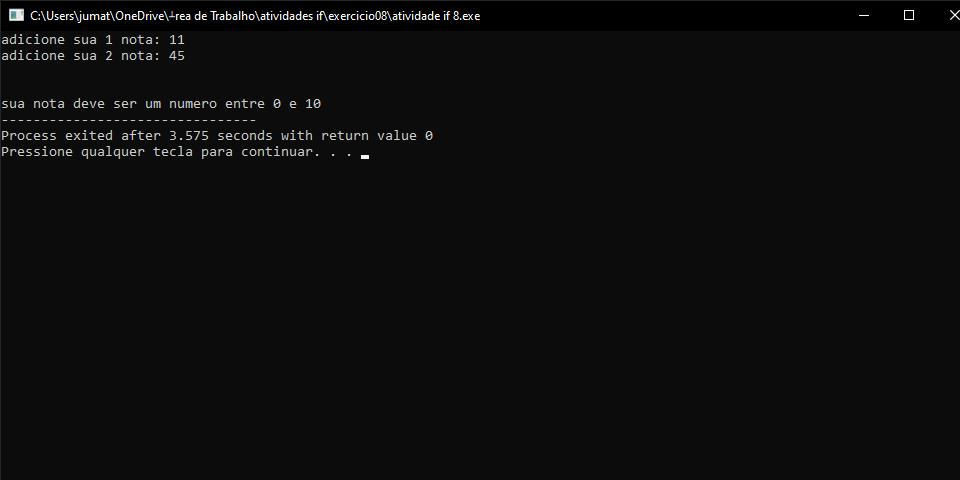 C:\Users\jumat\OneDrive\┴rea de Trabalho\atividades if\exercicio08\atividade if 8.exe
adicione sua 1 nota: 11
adicione sua 2 nota: 45
sua nota deve ser um numero entre 0 e 10
--------------------------------
Process exited after 3.575 seconds with return value 0
Pressione qualquer tecla para continuar. . .